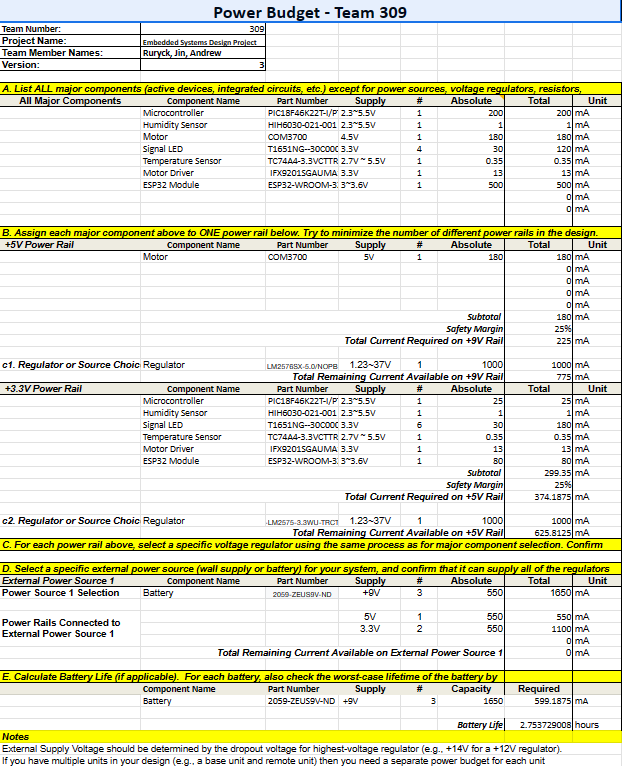 Power Budget - Team 309
Team Number: 309
Project Name: Embedded Systems Design Project
Team Member Names: Ruryck, Jin, Andrew
Version: 3
A. List ALL major components (active devices, integrated circuits, etc.) except for power sources, voltage regulators, resistors,
All Major Components Component Name Part Number Supply # Absolute Total Unit
Microcontroller PIC18F46K22T-I/P 2.3~5.5V 1 200 200 mA
Humidity Sensor HIH6030-021-001 2.3~5.5V 1 1 1 mA
Motor COM3700 4.5V 1 180 180 mA
Signal LED T1651NG--30C00C 3.3V 4 30 120 mA
Temperature Sensor TC74A4-3.3VCTTR 2.7V ~ 5.5V 1 0.35 0.35 mA
Motor Driver IFX9201SGAUMA 3.3V 1 13 13 mA
ESP32 Module ESP32-WROOM-3 3~3.6V 1 500 500 mA
0 mA
0 mA
B. Assign each major component above to ONE power rail below. Try to minimize the number of different power rails in the design.
+5V Power Rail Component Name Part Number Supply # Absolute Total Unit
Motor COM3700 5V 1 180 180 mA
0 mA
0 mA
0 mA
0 mA
Subtotal 180 mA
Safety Margin 25%
Total Current Required on +9V Rail 225 mA
c1. Regulator or Source Choic Regulator LM2576SX-5.0/NOPB 1.23~37V 1 1000 1000 mA
Total Remaining Current Available on +9V Rail 775 mA
+3.3V Power Rail Component Name Part Number Supply # Absolute Total Unit
Microcontroller PIC18F46K22T-I/P 2.3~5.5V 1 25 25 mA
Humidity Sensor HIH6030-021-001 2.3~5.5V 1 1 1 mA
Signal LED T1651NG--30C00C 3.3V 6 30 180 mA
Temperature Sensor TC74A4-3.3VCTTR 2.7V ~ 5.5V 1 0.35 0.35 mA
Motor Driver IFX9201SGAUMA 3.3V 1 13 13 mA
ESP32 Module ESP32-WROOM-3 3~3.6V 1 80 80 mA
Subtotal 299.35 mA
Safety Margin 25%
Total Current Required on +5V Rail 374.1875 mA
c2. Regulator or Source Choic Regulator -LM2575-3.3WU-TRCT 1.23~37V 1 1000 1000 mA
Total Remaining Current Available on +5V Rail 625.8125 mA
C. For each power rail above, select a specific voltage regulator using the same process as for major component selection. Confirm
D. Select a specific external power source (wall supply or battery) for your system, and confirm that it can supply all of the regulators
External Power Source 1 Component Name Part Number Supply # Absolute Total Unit
Power Source 1 Selection Battery 2059-ZEUS9V-ND +9V 3 550 1650 mA
Power Rails Connected to External Power Source 1
5V 1 550 550 mA
3.3V 2 550 1100 mA
0 mA
Total Remaining Current Available on External Power Source 1 0 mA
E. Calculate Battery Life (if applicable). For each battery, also check the worst-case lifetime of the battery by
Component Name Part Number Supply # Capacity Required
Battery 2059-ZEUS9V-ND +9V 3 1650 599.1875 mA
Battery Life 2.753729008 hours
Notes
External Supply Voltage should be determined by the dropout voltage for highest-voltage regulator (e.g., +14V for a +12V regulator).
If you have multiple units in your design (e.g., a base unit and remote unit) then you need a separate power budget for each unit